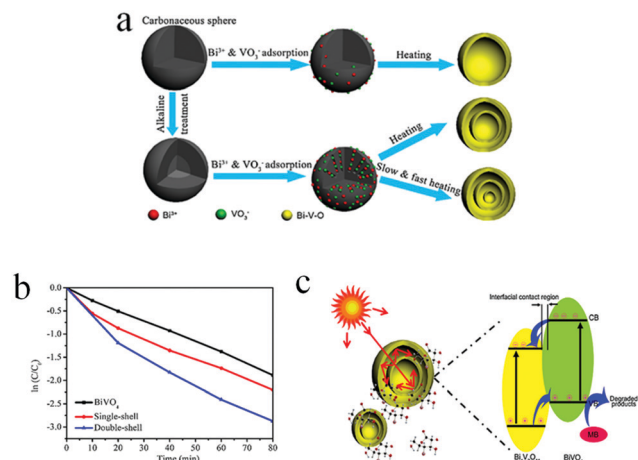 a
Carbonaceous sphere
Bi³⁺ & VO₃⁻ adsorption
Heating
Alkaline
treatment
Heating
Bi³⁺ & VO₃⁻ adsorption
Slow & fast heating
Bi³⁺
VO₃⁻
Bi-V-O
b
0.0
-0.5
-1.0
-1.5
-2.0
-2.5
-3.0
ln (C/C₀)
BiVO₄
Single-shell
Double-shell
0 10 20 30 40 50 60 70 80
Time (min)
c
Interfacial contact region
CB
VB
Degraded
products
MB
BiVO